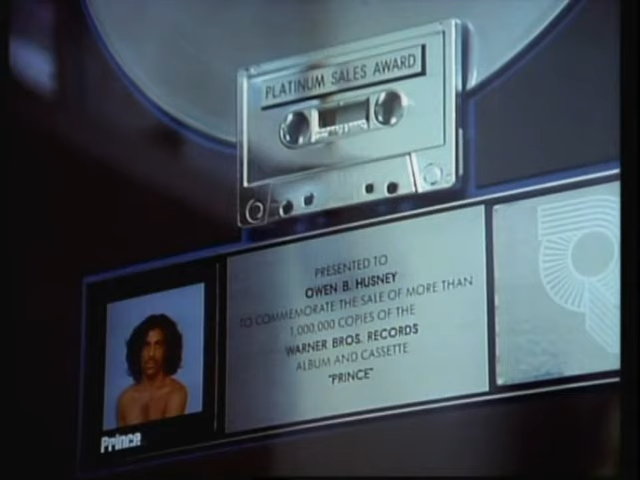 PLATINUM SALES AWARD
PRESENTED TO
OWEN B. HUSNEY
TO COMMEMORATE THE SALE OF MORE THAN
1,000,000 COPIES OF THE
WARNER BROS. RECORDS
ALBUM AND CASSETTE
"PRINCE"
Prince